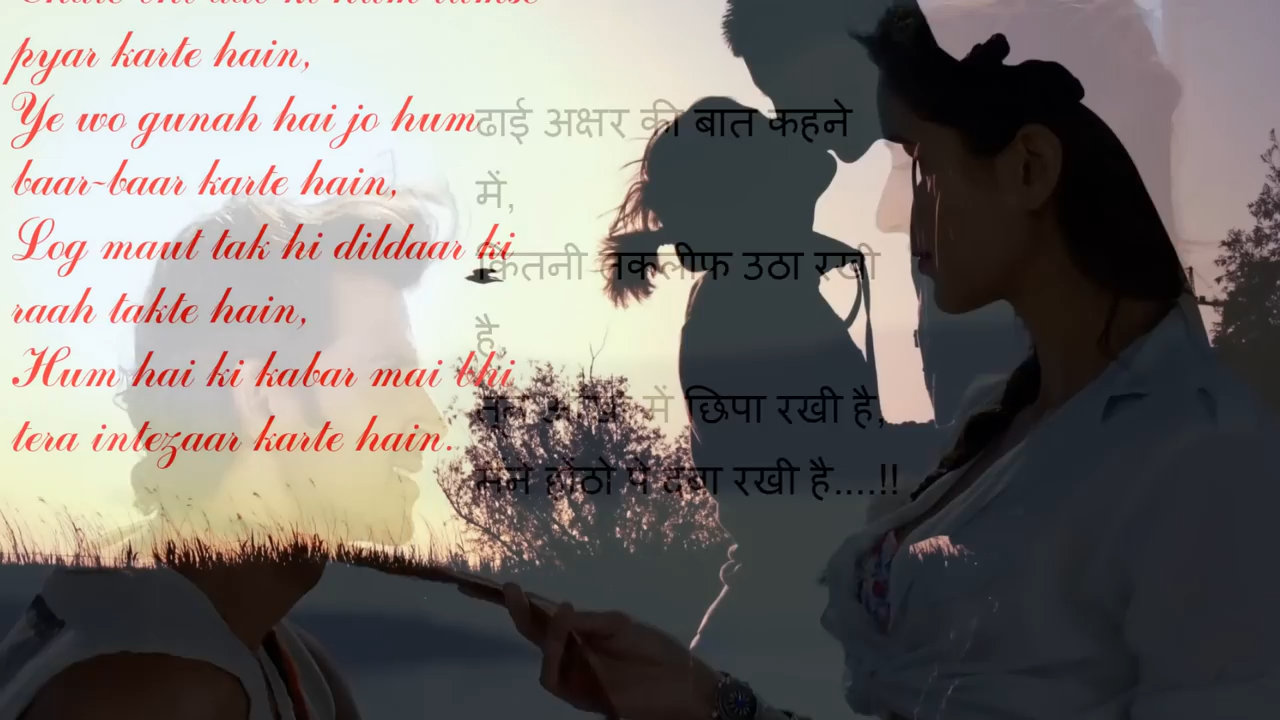 pyar karte hain,
Ye wo gunah hai jo hum
baar-baar karte hain,
Log maut tak hi dildaar ki
raah takte hain,
Hum hai ki kabar mai bhi
tera intezaar karte hain.
ढाई अक्षर की बात कहने
में,
कितनी तकलीफ उठा रखी
है,
में छिपा रखी है,
मैंने होंठो पे दबा रखी है....!!